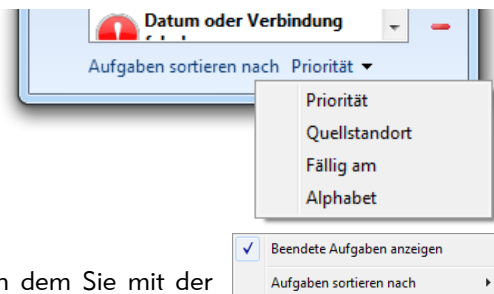 Datum oder Verbindung
Aufgaben sortieren nach Priorität
Priorität
Quellstandort
Fällig am
Alphabet
Beendete Aufgaben anzeigen
dem Sie mit der
Aufgaben sortieren nach